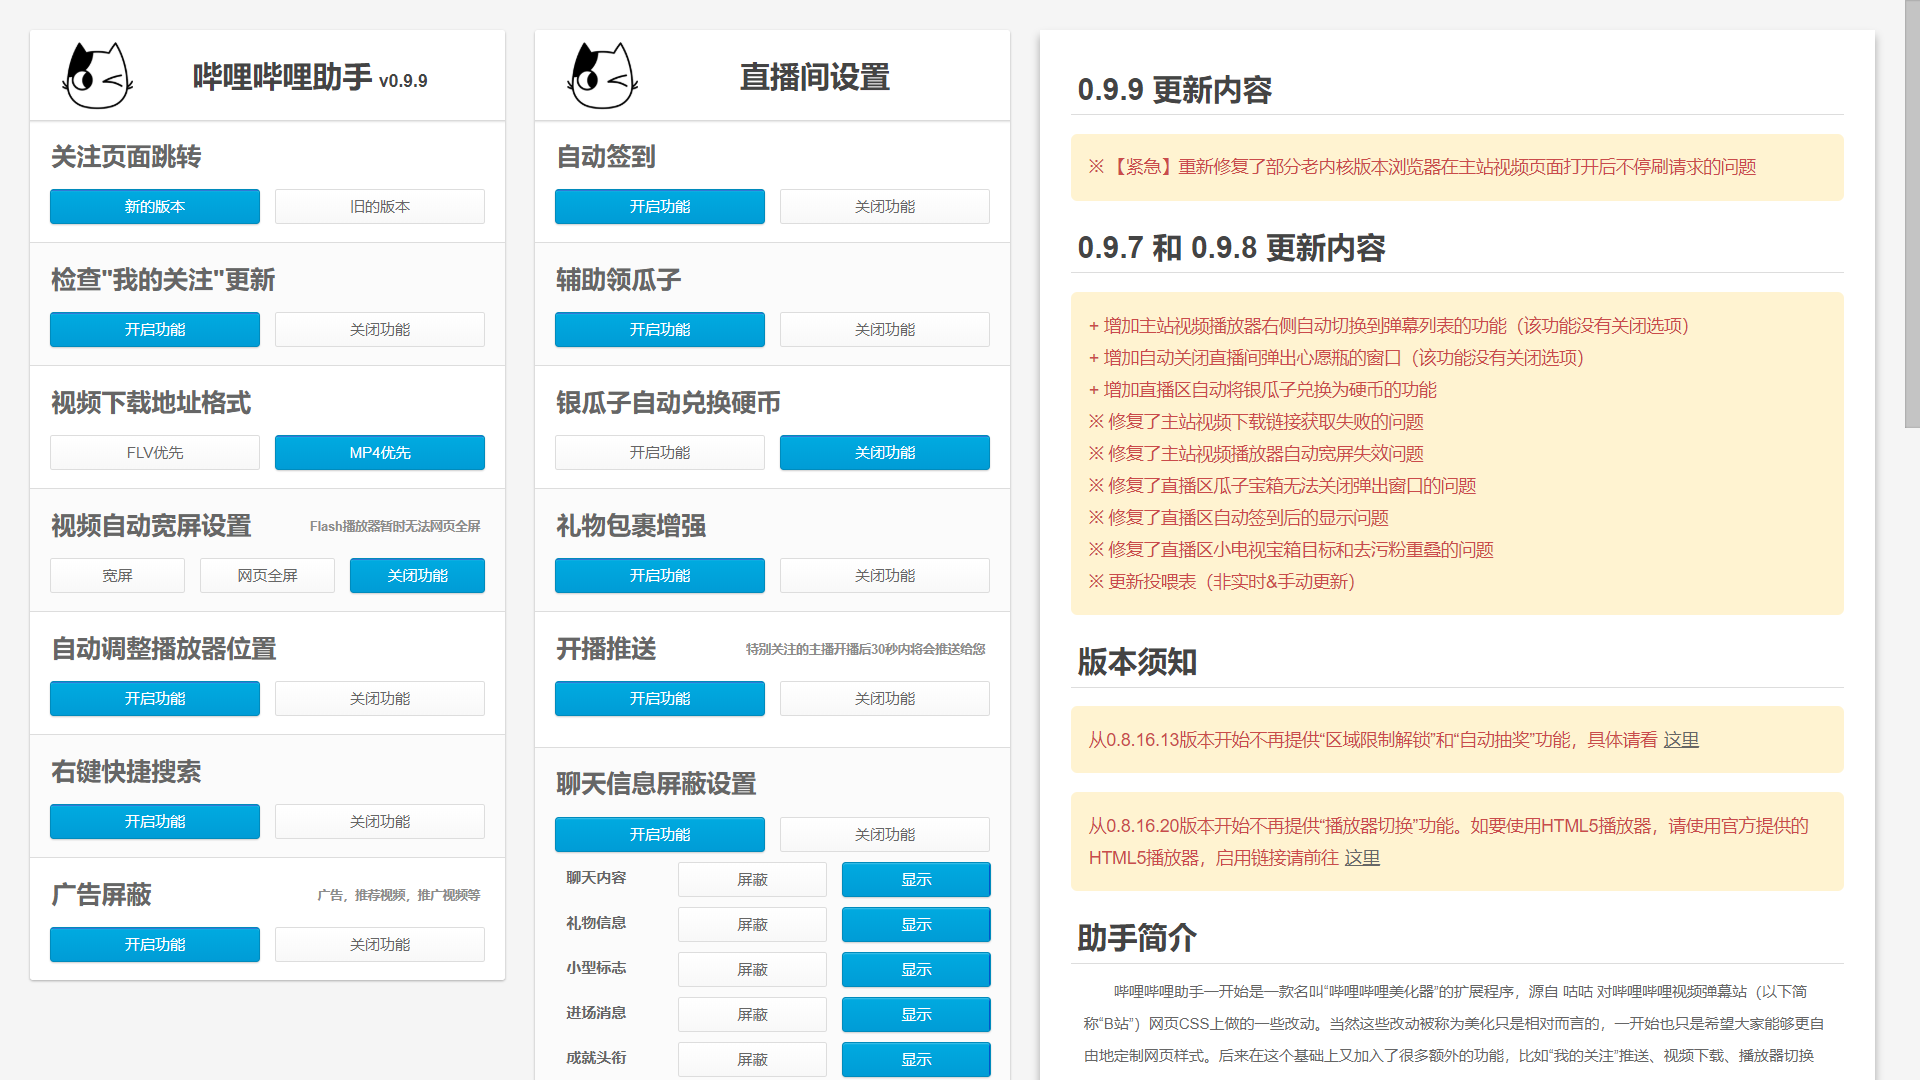 哔哩哔哩助手 v0.9.9
关注页面跳转
新的版本
旧的版本
检查"我的关注"更新
开启功能
关闭功能
视频下载地址格式
FLV优先
MP4优先
视频自动宽屏设置
Flash播放器暂时无法网页全屏
宽屏
网页全屏
关闭功能
自动调整播放器位置
开启功能
关闭功能
右键快捷搜索
开启功能
关闭功能
广告屏蔽
广告，推荐视频，推广视频等
开启功能
关闭功能
直播间设置
自动签到
开启功能
关闭功能
辅助领瓜子
开启功能
关闭功能
银瓜子自动兑换硬币
开启功能
关闭功能
礼物包裹增强
开启功能
关闭功能
开播推送
特别关注的主播开播后30秒内将会推送给您
开启功能
关闭功能
聊天信息屏蔽设置
开启功能
关闭功能
聊天内容
屏蔽
显示
礼物信息
屏蔽
显示
小型标志
屏蔽
显示
进场消息
屏蔽
显示
成就头衔
屏蔽
显示
0.9.9 更新内容
※ 【紧急】重新修复了部分老内核版本浏览器在主站视频页面打开后不停刷请求的问题
0.9.7 和 0.9.8 更新内容
+ 增加主站视频播放器右侧自动切换到弹幕列表的功能（该功能没有关闭选项）
+ 增加自动关闭直播间弹出心愿瓶的窗口（该功能没有关闭选项）
+ 增加直播区自动将银瓜子兑换为硬币的功能
※ 修复了主站视频下载链接获取失败的问题
※ 修复了主站视频播放器自动宽屏失效问题
※ 修复了直播区瓜子宝箱无法关闭弹出窗口的问题
※ 修复了直播区自动签到后的显示问题
※ 修复了直播区小电视宝箱目标和去污粉重叠的问题
※ 更新投喂表（非实时&手动更新）
版本须知
从0.8.16.13版本开始不再提供“区域限制解锁”和“自动抽奖”功能，具体请看 这里
从0.8.16.20版本开始不再提供“播放器切换”功能。如要使用HTML5播放器，请使用官方提供的
HTML5播放器，启用链接请前往 这里
助手简介
哔哩哔哩助手一开始是一款名叫“哔哩哔哩美化器”的扩展程序，源自 咕咕 对哔哩哔哩视频弹幕站（以下简
称“B站”）网页CSS上做的一些改动。当然这些改动被称为美化只是相对而言的，一开始也只是希望大家能够更自
由地定制网页样式。后来在这个基础上又加入了很多额外的功能，比如“我的关注”推送、视频下载、播放器切换